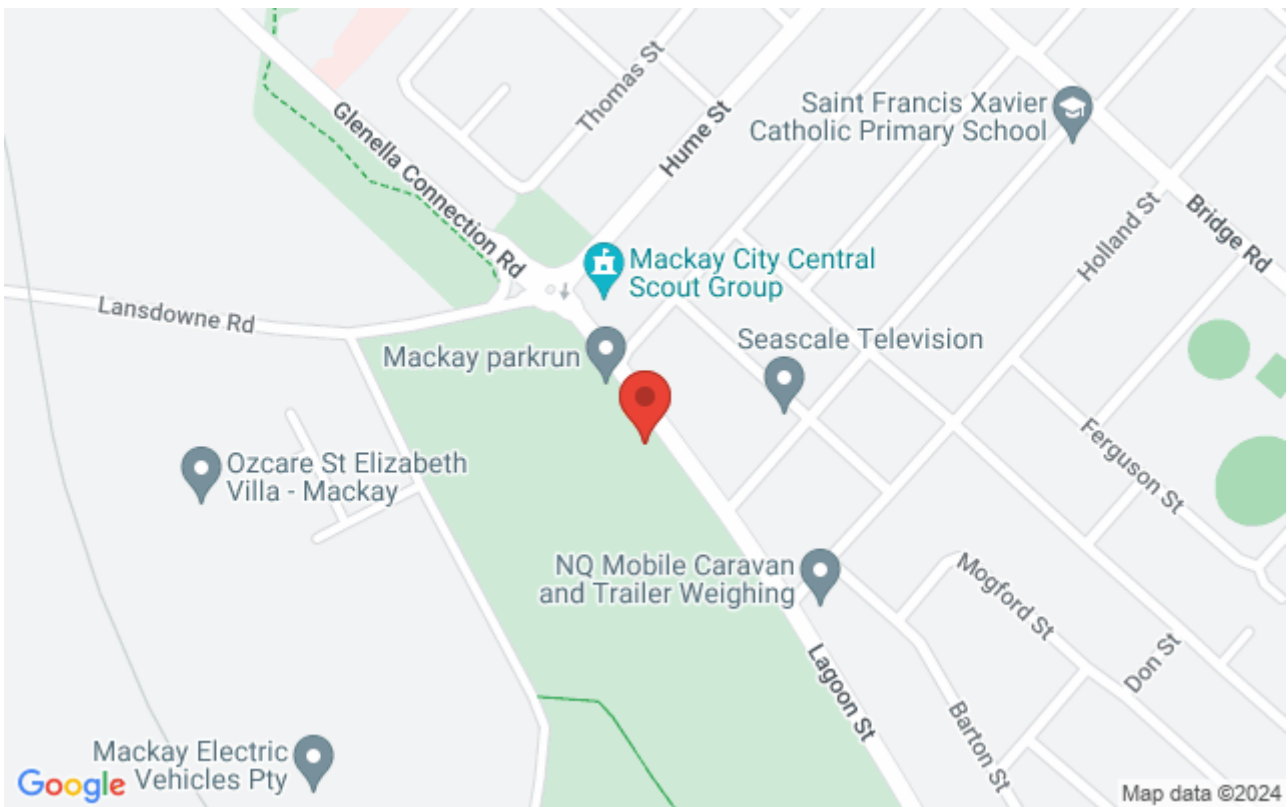 Thomas St
Hume St
Glenella Connection Rd
Saint Francis Xavier
Catholic Primary School
Bridge Rd
Holland St
Mackay City Central
Scout Group
Lansdowne Rd
Seascale Television
Mackay parkrun
Ferguson St
Ozcare St Elizabeth
Villa - Mackay
NQ Mobile Caravan
and Trailer Weighing
Mogford St
Don St
Lagoon St
Barton St
Mackay Electric
Vehicles Pty
Google
Map data ©2024